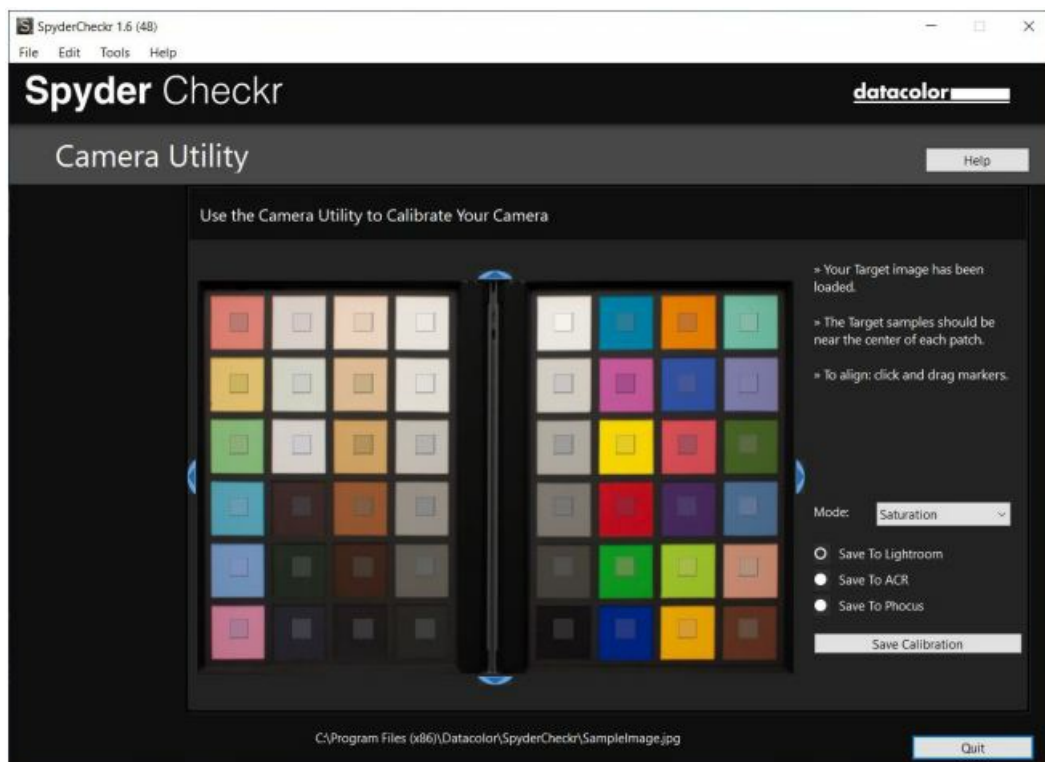 SpyderCheckr 1.6 (48)
File Edit Tools Help
Spyder Checkr
datacolor
Camera Utility
Help
Use the Camera Utility to Calibrate Your Camera
» Your Target image has been
loaded.
» The Target samples should be
near the center of each patch.
» To align: click and drag markers.
Mode: Saturation
Save To Lightroom
Save To ACR
Save To Phocus
Save Calibration
C:\Program Files (x86)\Datacolor\SpyderCheckr\SampleImage.jpg
Quit